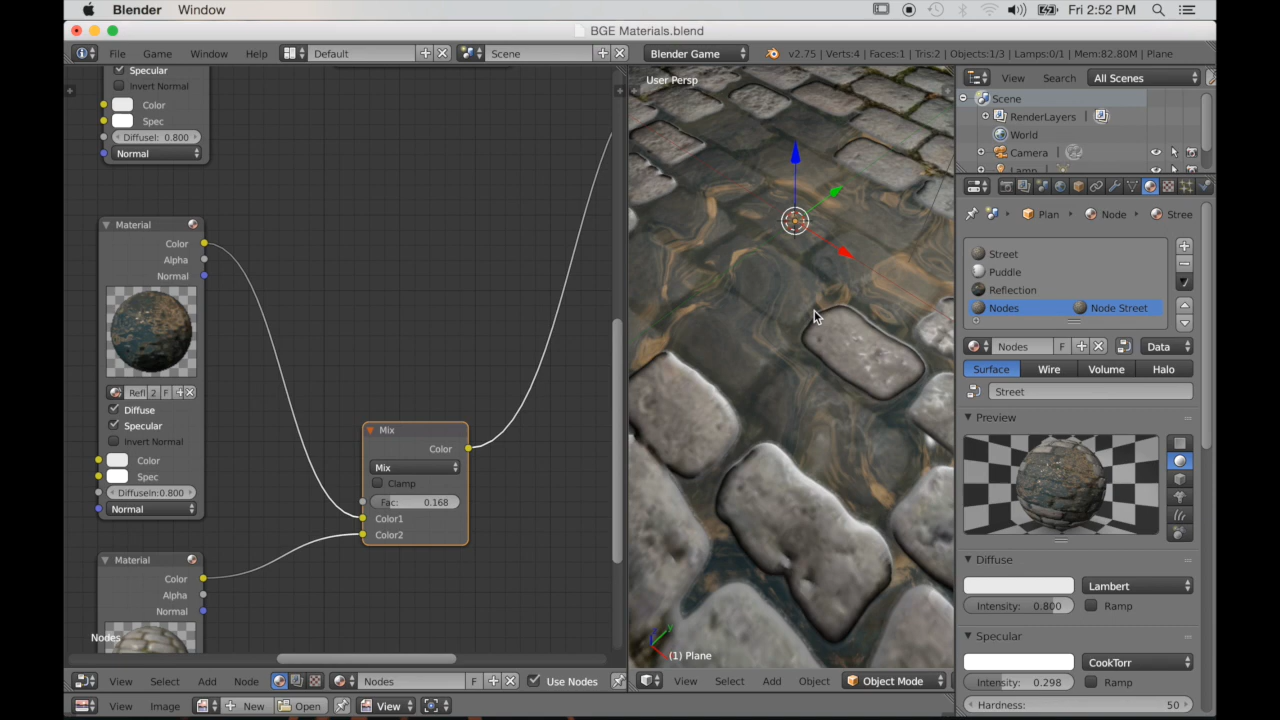 Blender Window Fri 2:52 PM
BGE Materials.blend
File Game Window Help Default Scene Blender Game v2.75 | Verts:4 | Faces:1 | Tris:2 | Objects:1/3 | Lamps:0/1 | Mem:82.80M | Plane
Specular
Invert Normal
Color
Spec
DiffuseI: 0.800
Normal
Material
Color
Alpha
Normal
Refl 2 F
Diffuse
Specular
Invert Normal
Color
Spec
DiffuseIn:0.800
Normal
Material
Color
Alpha
Normal
Nodes
Mix
Color
Mix
Clamp
Fac: 0.168
Color1
Color2
View Select Add Node Nodes F Use Nodes
View Image New Open View
User Persp
(1) Plane
View Select Add Object Object Mode
View Search All Scenes
Scene
RenderLayers
World
Camera
Lamp
Plan Node Stree
Street
Puddle
Reflection
Nodes Node Street
Nodes F Data
Surface Wire Volume Halo
Street
Preview
Diffuse
Lambert
Intensity: 0.800 Ramp
Specular
CookTorr
Intensity: 0.298 Ramp
Hardness: 50